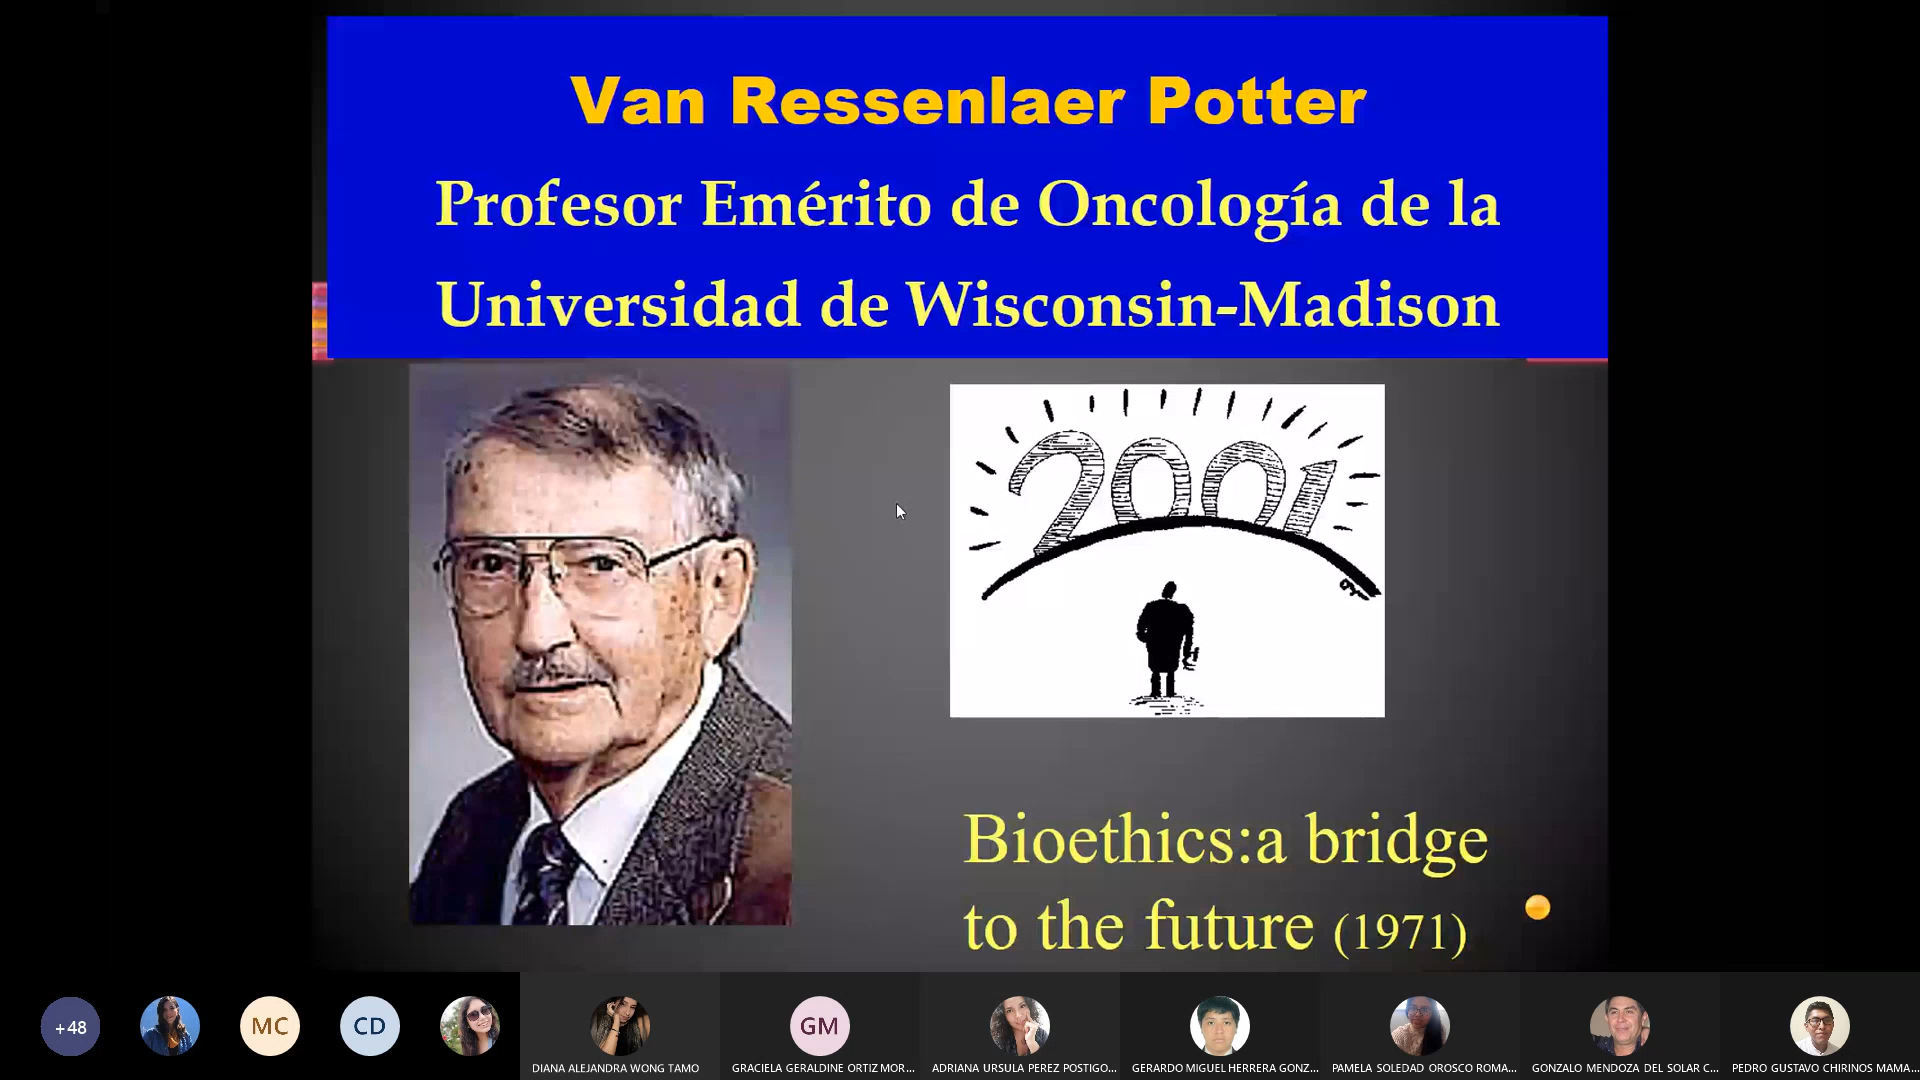 Van Ressenlaer Potter
Profesor Emérito de Oncología de la
Universidad de Wisconsin-Madison
2001
Bioethics:a bridge
to the future (1971)
+48
MC
CD
GM
DIANA ALEJANDRA WONG TAMO
GRACIELA GERALDINE ORTIZ MOR...
ADRIANA URSULA PEREZ POSTIGO...
GERARDO MIGUEL HERRERA GONZ...
PAMELA SOLEDAD OROSCO ROMA...
GONZALO MENDOZA DEL SOLAR C...
PEDRO GUSTAVO CHIRINOS MAMA...